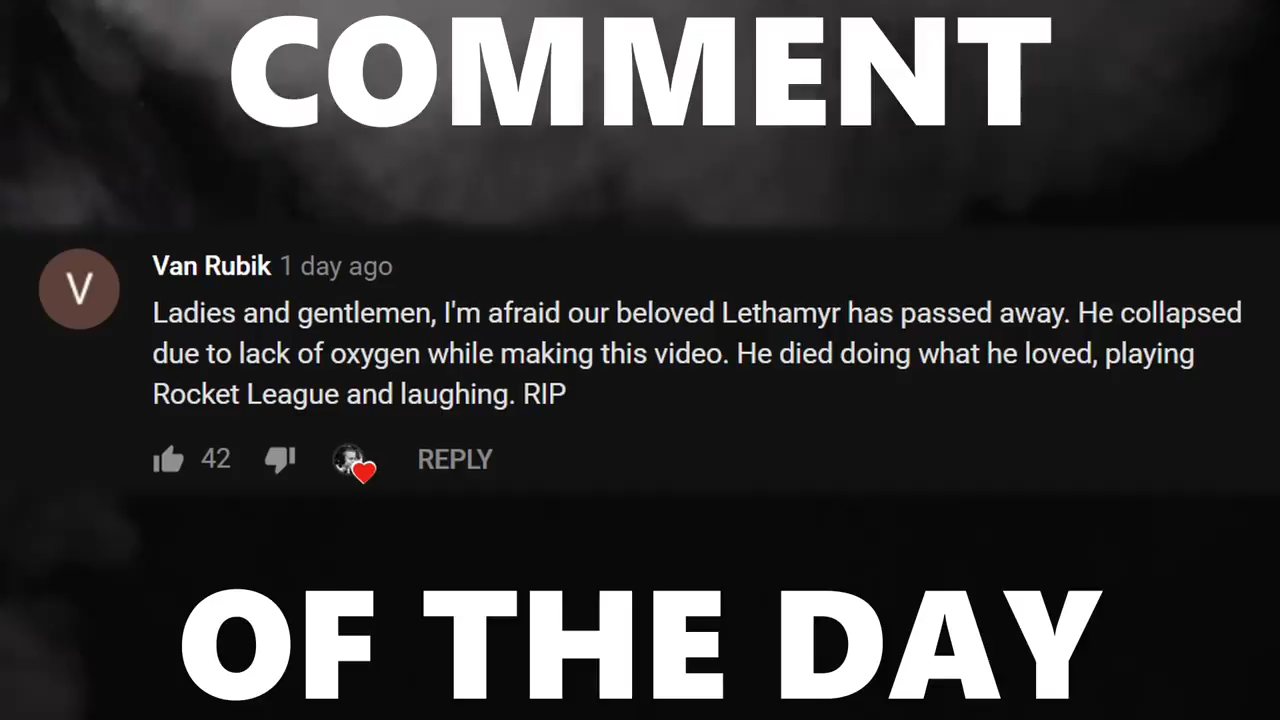 COMMENT
Van Rubik 1 day ago
V
Ladies and gentlemen, I'm afraid our beloved Lethamyr has passed away. He collapsed
due to lack of oxygen while making this video. He died doing what he loved, playing
Rocket League and laughing. RIP
42 REPLY
OF THE DAY